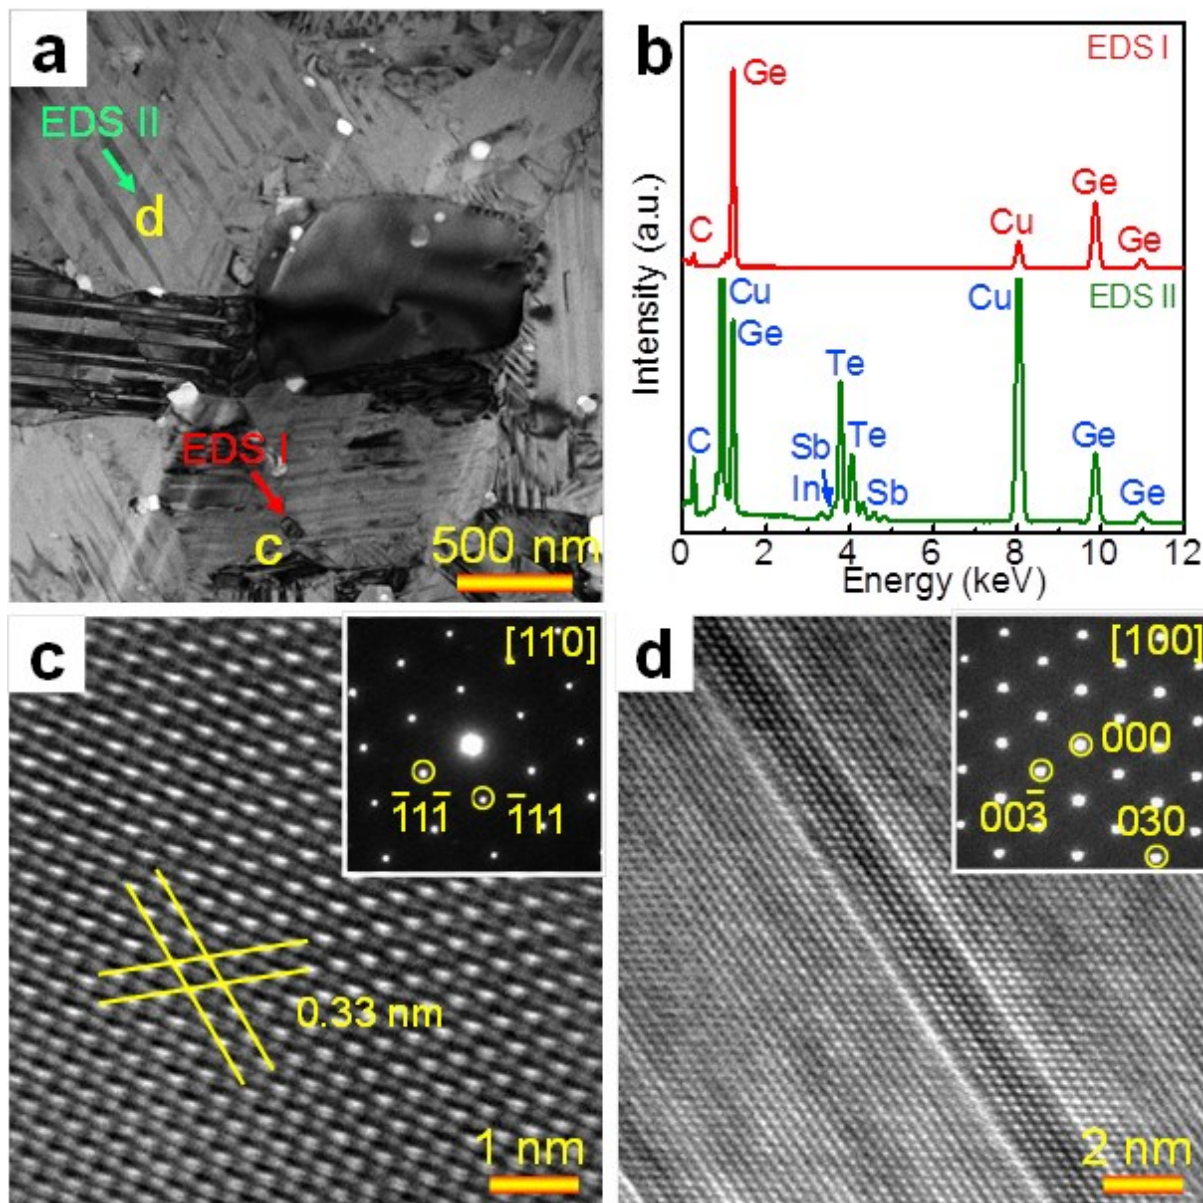 a
EDS II
d
EDS I
c
500 nm
b
EDS I
Ge
C
Cu
Ge
Ge
EDS II
Cu
Ge
Te
Cu
C
Sb
Te
In
Sb
Ge
Ge
Intensity (a.u.)
0 2 4 6 8 10 12
Energy (keV)
c
[110]
1̄11̄
1̄11
0.33 nm
1 nm
d
[100]
000
003̄
030
2 nm